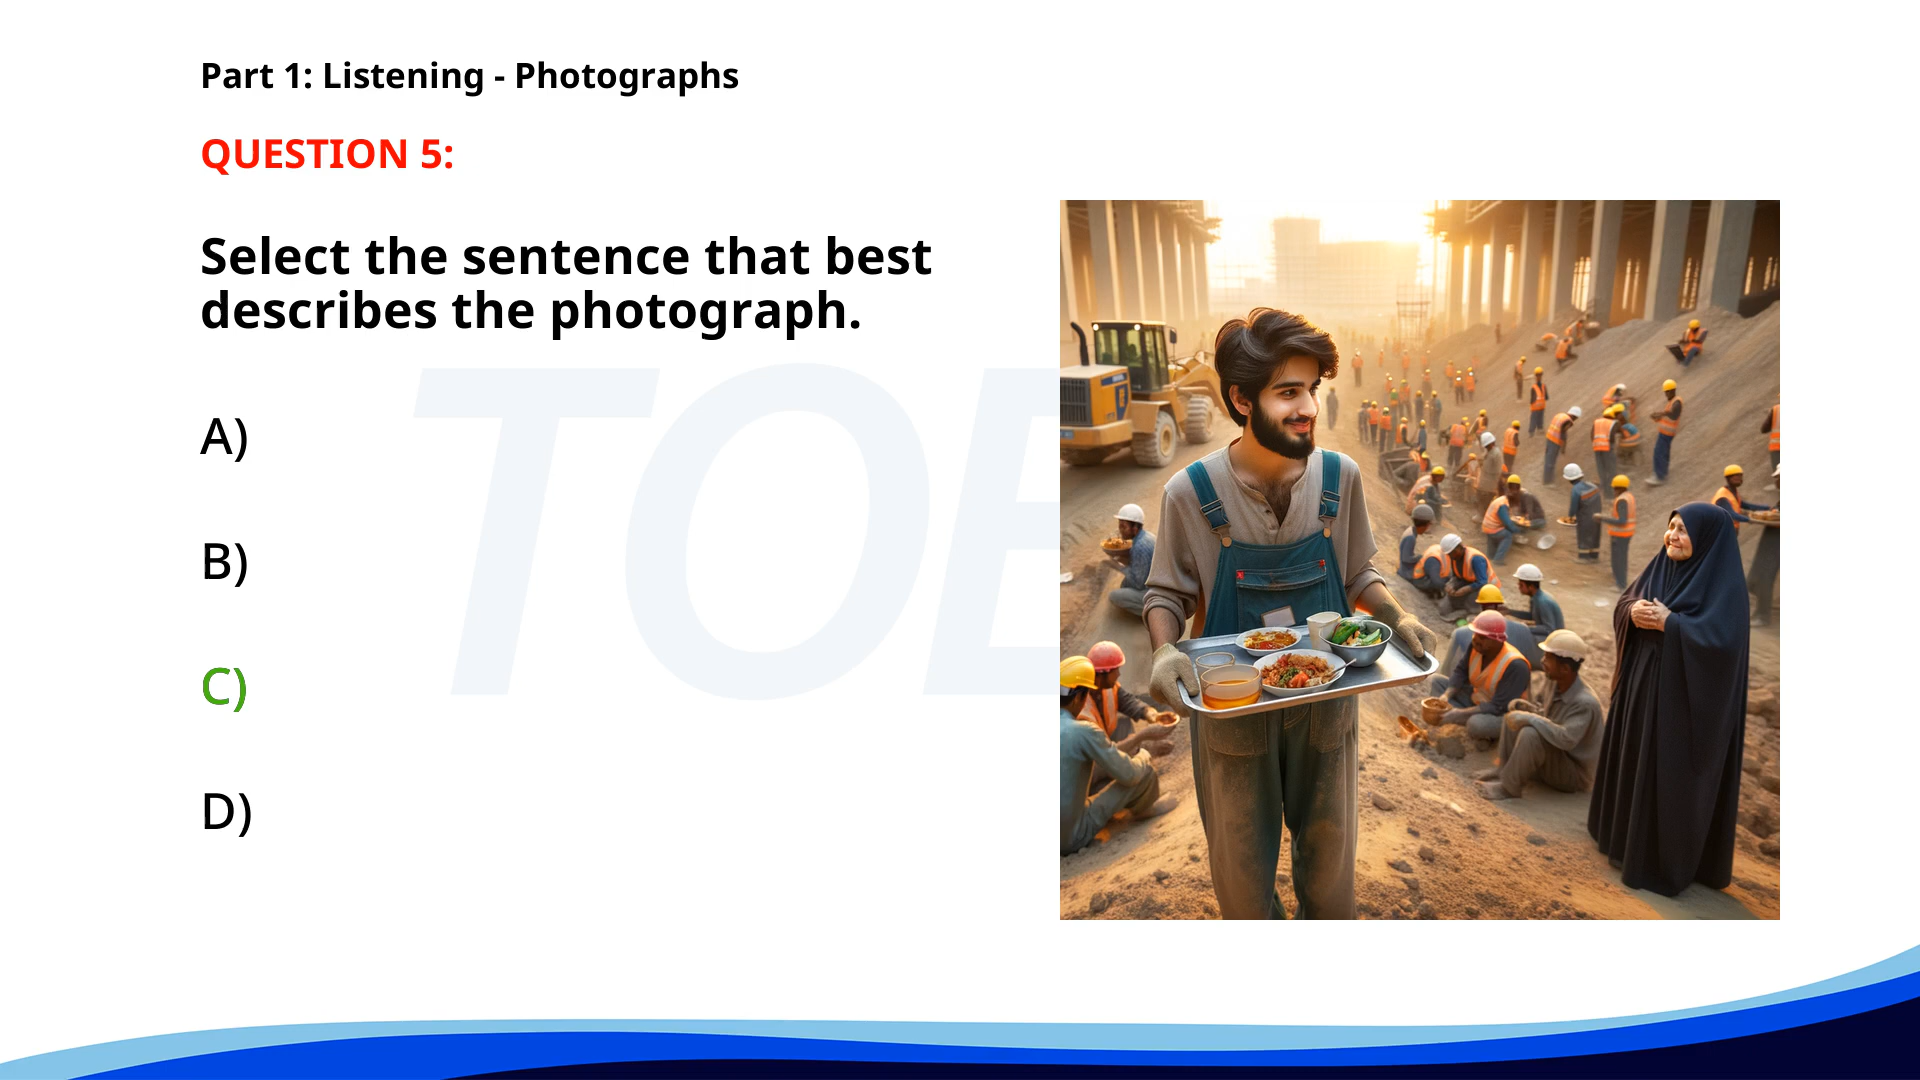 Part 1: Listening - Photographs
QUESTION 5:
Select the sentence that best
describes the photograph.
A)
B)
C)
D)